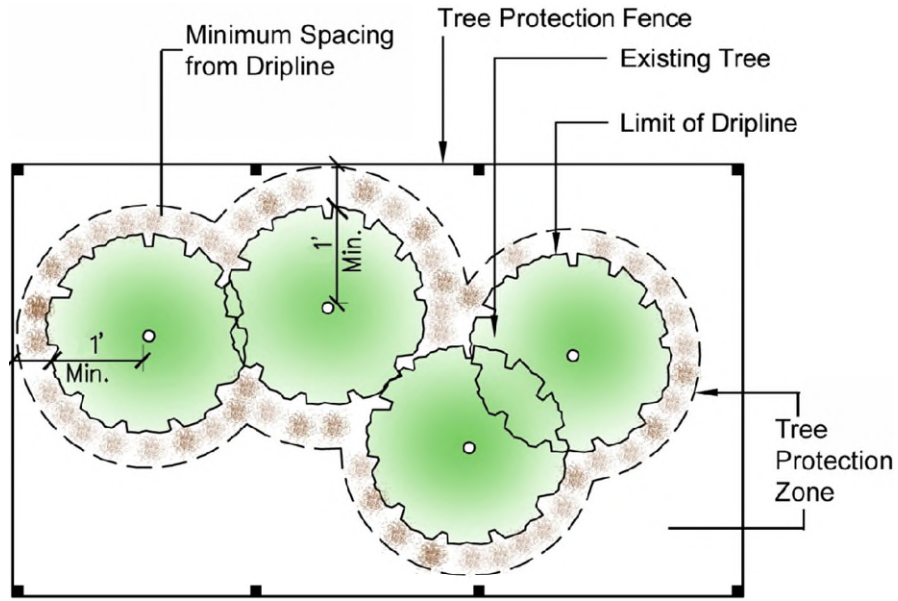 Tree Protection Fence
Minimum Spacing
from Dripline
Existing Tree
Limit of Dripline
1'
Min.
1'
Min.
Tree
Protection
Zone